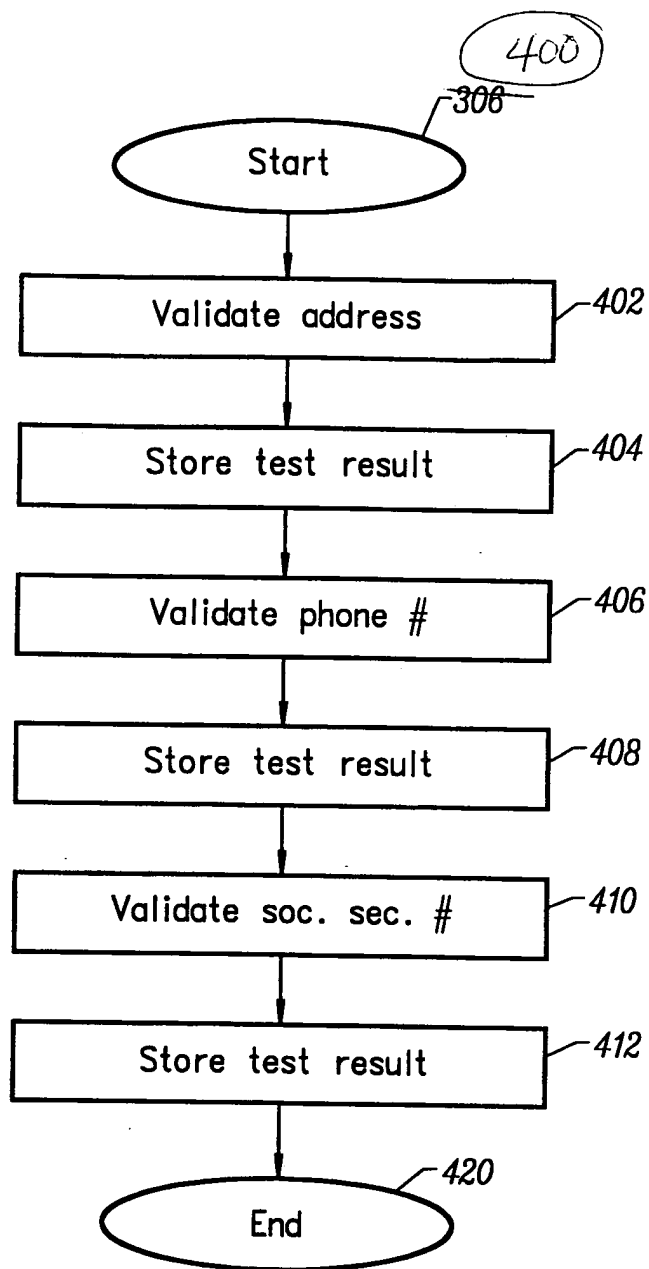 400
306
Start
Validate address
402
Store test result
404
Validate phone #
406
Store test result
408
Validate soc. sec. #
410
Store test result
412
420
End